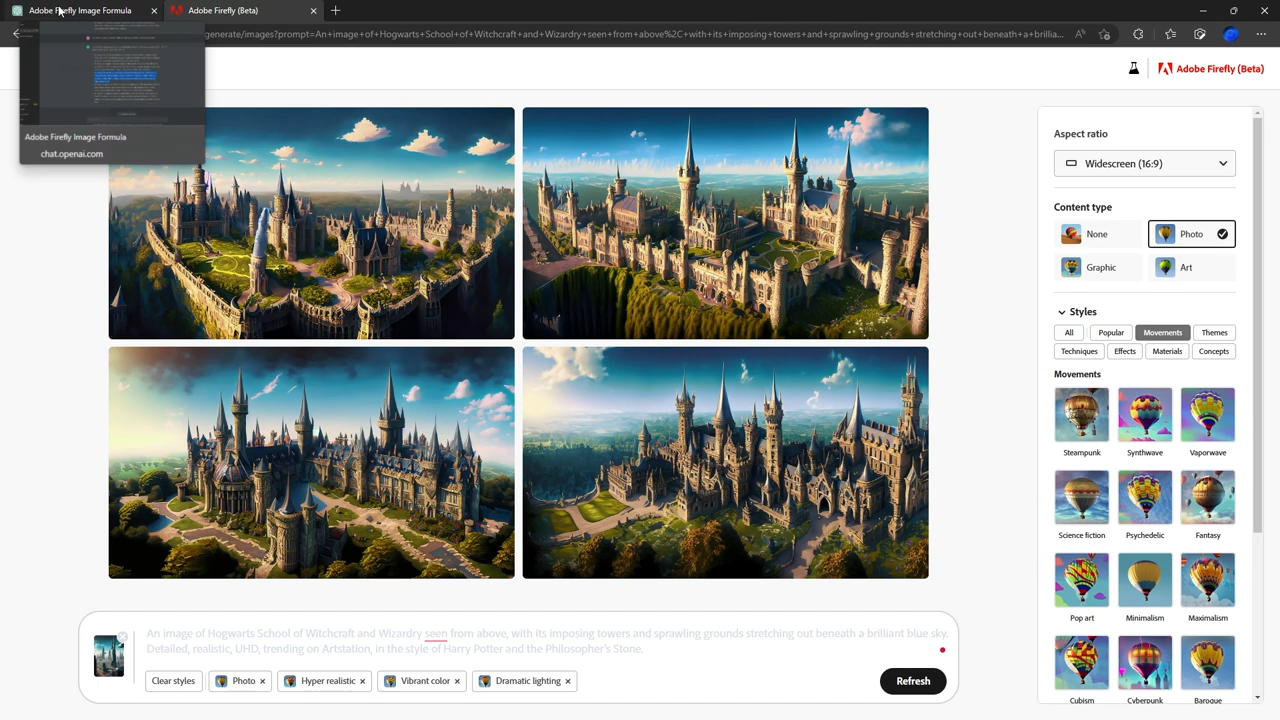 Adobe Firefly Image Formula
Adobe Firefly (Beta)
generate/images?prompt=An+image+of+Hogwarts+School+of+Witchcraft+and+Wizardry+seen+from+above%2C+with+its+imposing+towers+and+sprawling+grounds+stretching+out+beneath+a+brillia...
Adobe Firefly (Beta)
Adobe Firefly Image Formula
chat.openai.com
Aspect ratio
Widescreen (16:9)
Content type
None
Photo
Graphic
Art
Styles
All
Popular
Movements
Themes
Techniques
Effects
Materials
Concepts
Movements
Steampunk
Synthwave
Vaporwave
Science fiction
Psychedelic
Fantasy
Pop art
Minimalism
Maximalism
Cubism
Cyberpunk
Baroque
An image of Hogwarts School of Witchcraft and Wizardry seen from above, with its imposing towers and sprawling grounds stretching out beneath a brilliant blue sky.
Detailed, realistic, UHD, trending on Artstation, in the style of Harry Potter and the Philosopher's Stone.
Clear styles
Photo
Hyper realistic
Vibrant color
Dramatic lighting
Refresh